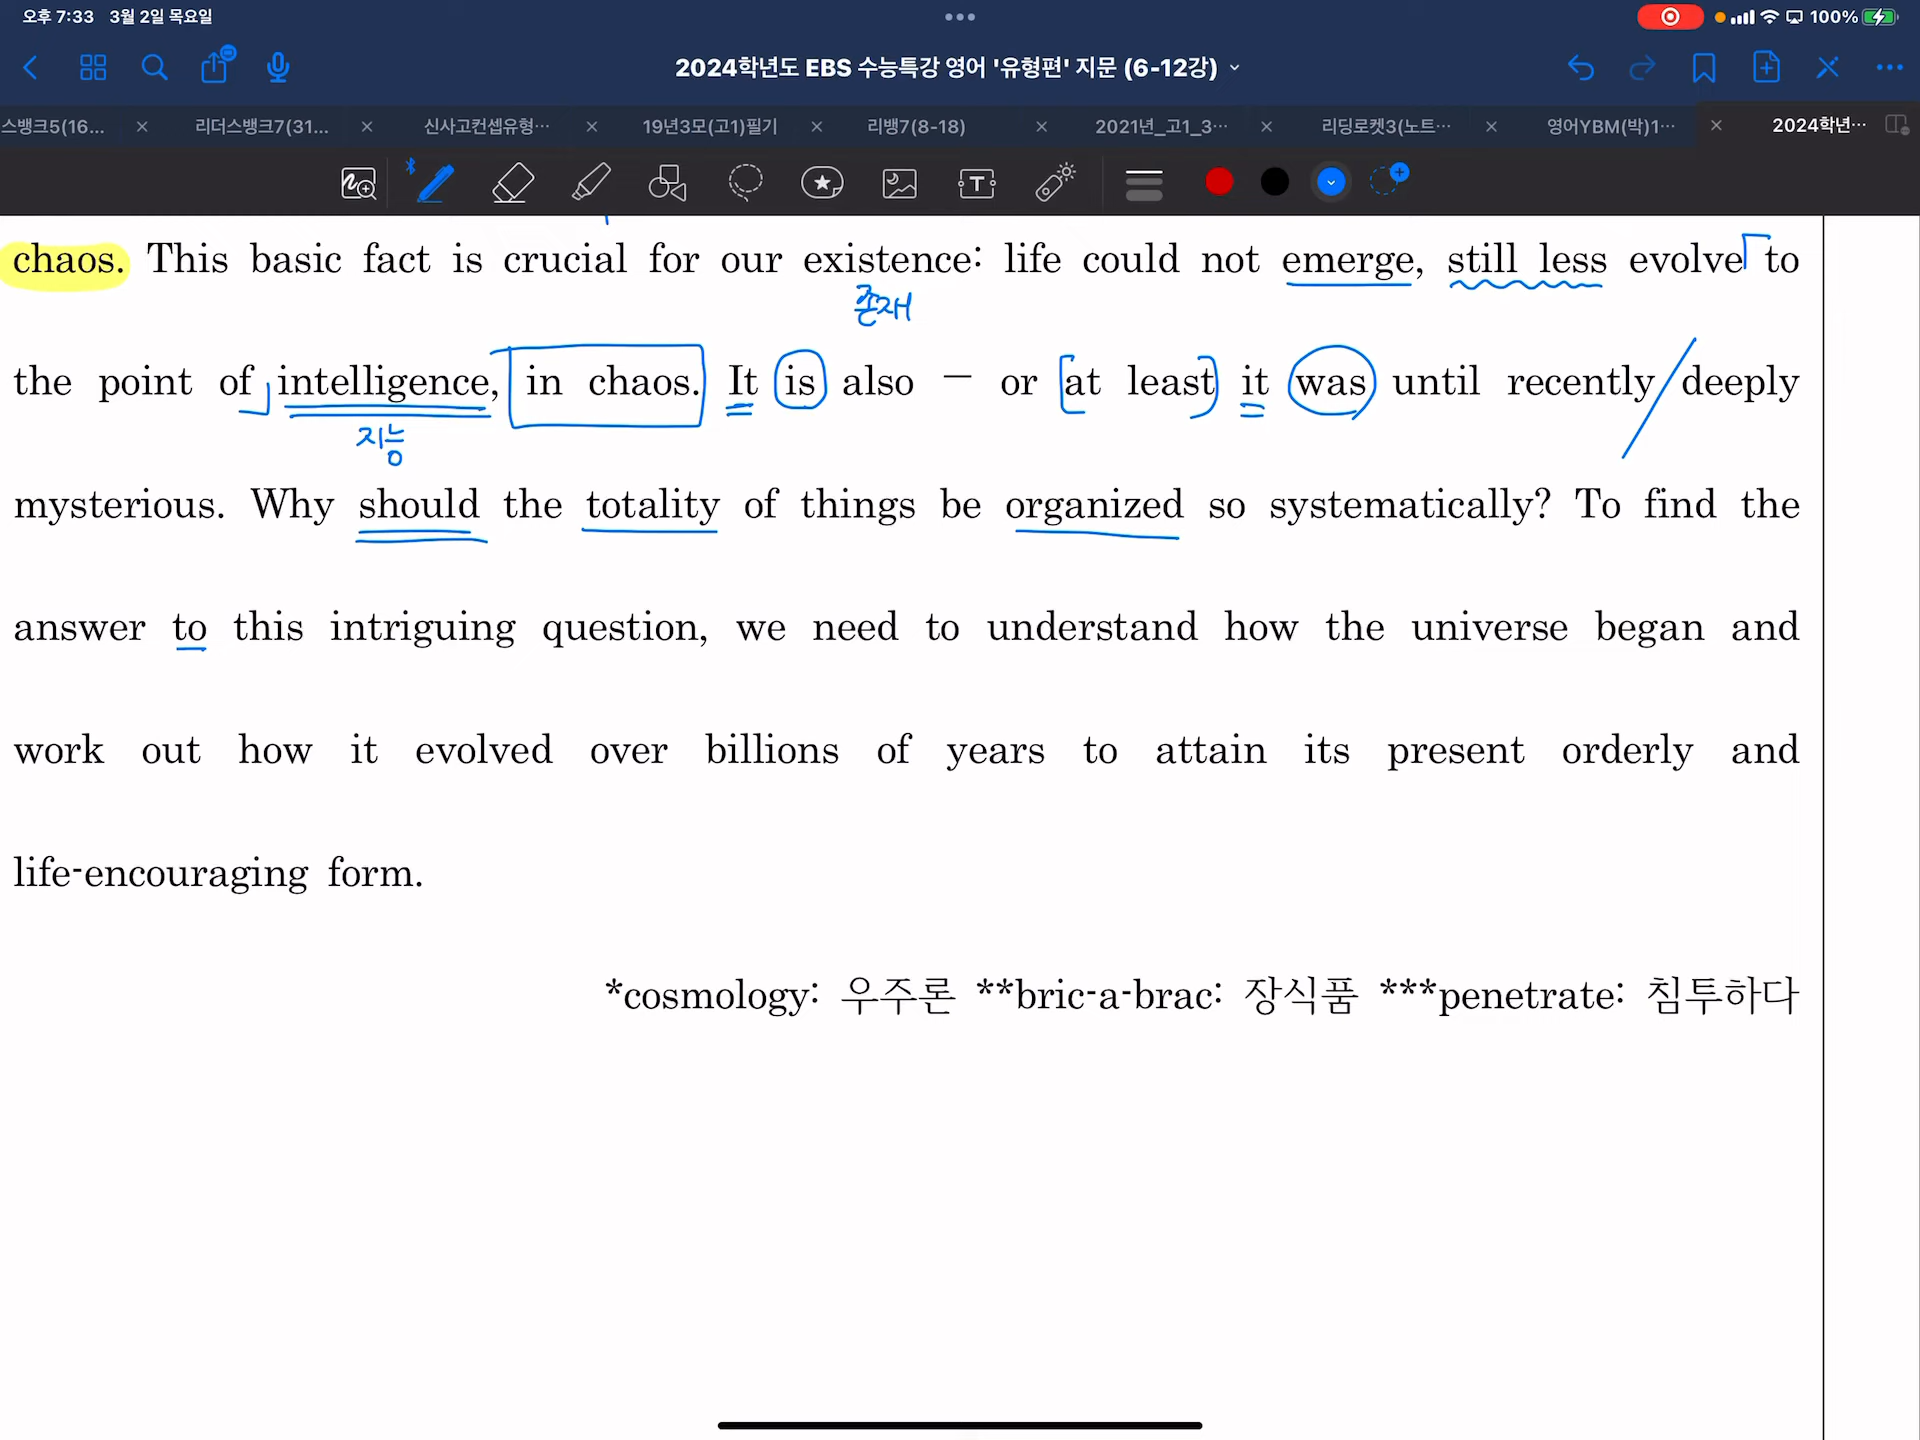 오후 7:33 3월 2일 목요일
100%
2024학년도 EBS 수능특강 영어 '유형편' 지문 (6-12강)
스뱅크5(16... 리더스뱅크7(31... 신사고컨셉유형… 19년3모(고1)필기 리뱅7(8-18) 2021년_고1_3… 리딩로켓3(노트… 영어YBM(박)1… 2024학년…
chaos. This basic fact is crucial for our existence: life could not emerge, still less evolve to
존재
the point of intelligence, in chaos. It is also — or at least it was until recently deeply
지능
mysterious. Why should the totality of things be organized so systematically? To find the
answer to this intriguing question, we need to understand how the universe began and
work out how it evolved over billions of years to attain its present orderly and
life-encouraging form.
*cosmology: 우주론 **bric-a-brac: 장식품 ***penetrate: 침투하다